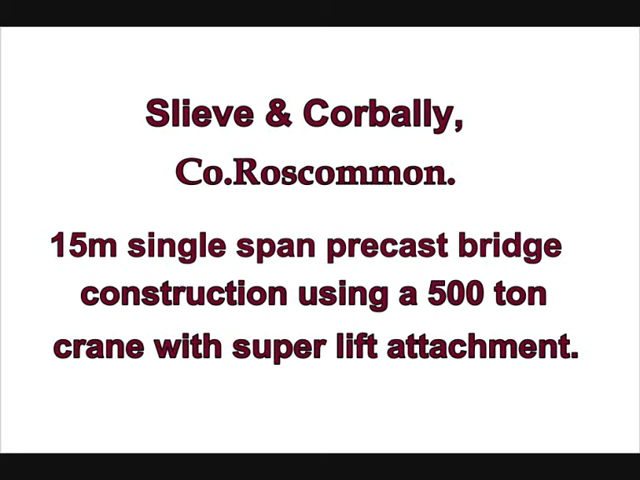 Slieve & Corbally,
Co.Roscommon.
15m single span precast bridge
construction using a 500 ton
crane with super lift attachment.